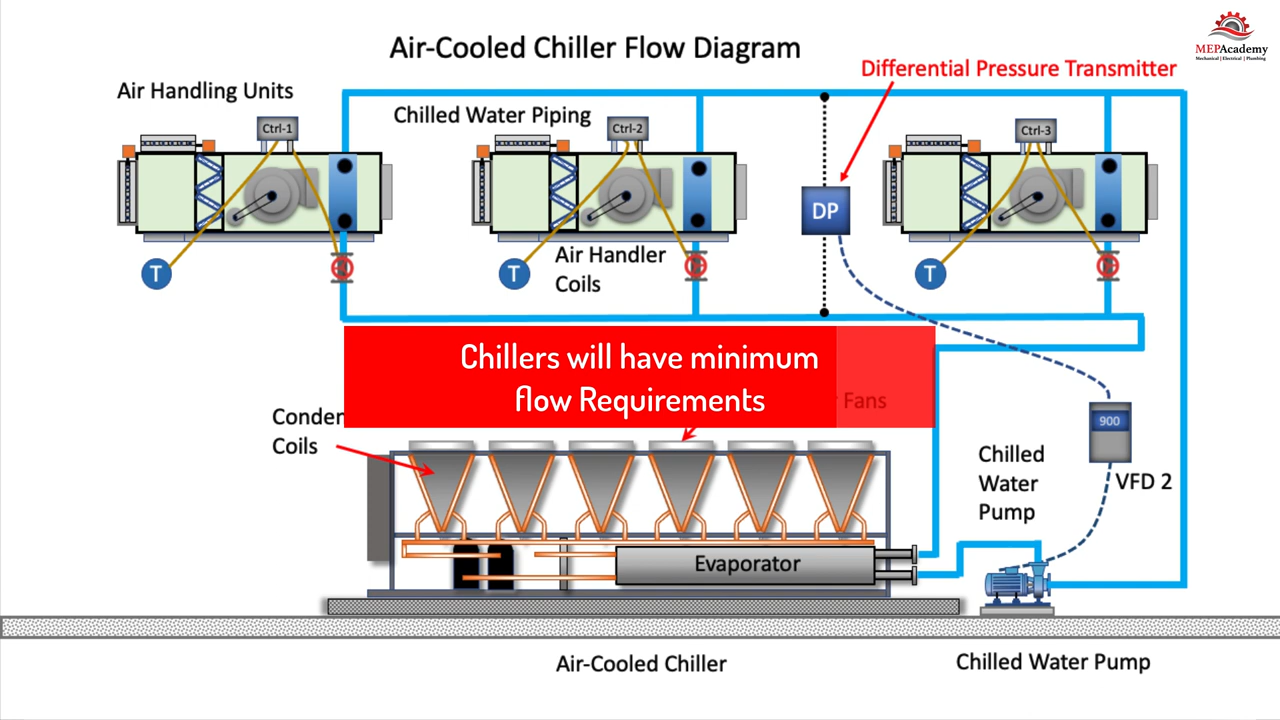 Air-Cooled Chiller Flow Diagram
MEPAcademy
Mechanical | Electrical | Plumbing
Differential Pressure Transmitter
Air Handling Units
Chilled Water Piping
Ctrl-1
Ctrl-2
Ctrl-3
DP
T
T
T
Air Handler
Coils
Chillers will have minimum
flow Requirements
Fans
Conden
Coils
900
VFD 2
Chilled
Water
Pump
Evaporator
Air-Cooled Chiller
Chilled Water Pump